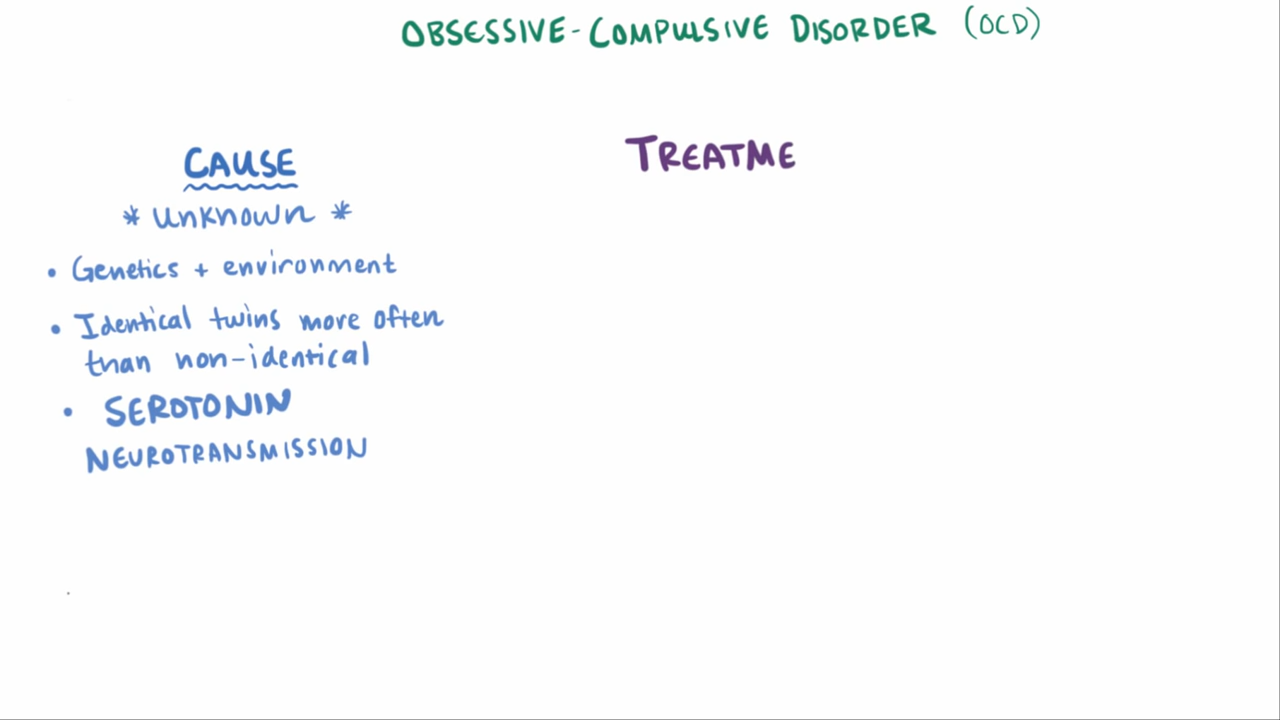 OBSESSIVE-COMPULSIVE DISORDER (OCD)
CAUSE
* Unknown *
• Genetics + environment
• Identical twins more often
than non-identical
• SEROTONIN
NEUROTRANSMISSION
TREATME